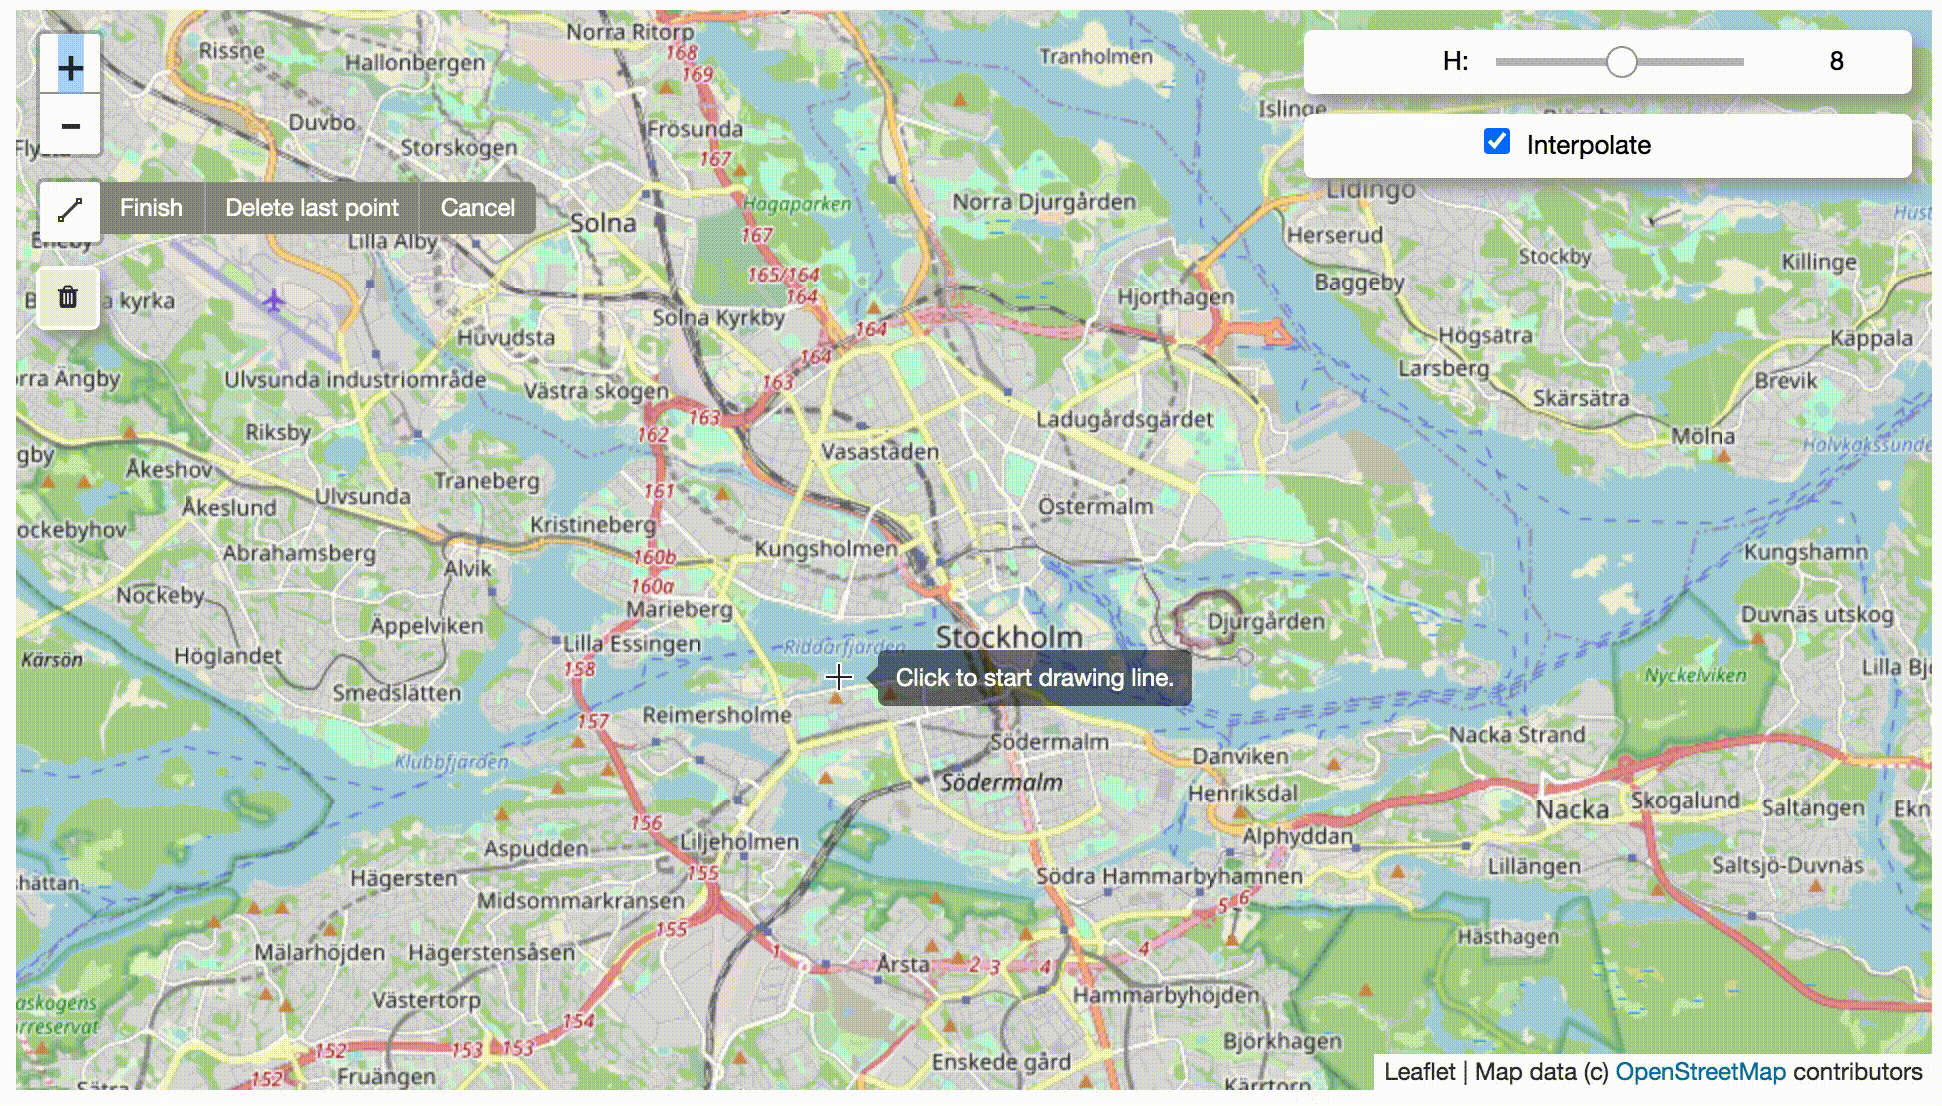 Norra Ritorp
168
Rissne
Hallonbergen
Tranholmen
H:
8
+
169
Islinge
Duvbo
Frösunda
−
Storskogen
167
Interpolate
Finish
Delete last point
Cancel
Hagaparken
Norra Djurgården
Lidingö
Solna
167
Herserud
Lilla Alby
Stockby
Killinge
165/164
Baggeby
a kyrka
164
Hjorthagen
Solna Kyrkby
164
Huvudsta
Högsätra
Käppala
164
Larsberg
rra Ängby
Ulvsunda industriområde
163
Brevik
Västra skogen
Skärsätra
163
Ladugårdsgärdet
Riksby
162
Mölna
Halvkakssunde
gby
Vasastaden
Åkeshov
Traneberg
161
Ulvsunda
Åkeslund
Östermalm
ockebyhov
Kristineberg
Abrahamsberg
Kungsholmen
Kungshamn
160b
Alvik
160a
Nockeby
Marieberg
Duvnäs utskog
Äppelviken
Djurgården
Stockholm
Lilla Essingen
Riddarfjärden
Kärsön
Höglandet
158
Lilla Bj
Click to start drawing line.
Nyckelviken
Smedslätten
Reimersholme
157
Nacka Strand
Södermalm
Danviken
Klubbfjärden
Södermalm
Henriksdal
Nacka
Skogalund
Saltängen
Ekn
156
Alphyddan
Liljeholmen
Aspudden
Lillängen
Saltsjö-Duvnäs
155
Södra Hammarbyhamnen
Hägersten
shättan
Midsommarkransen
5
6
155
Hästhagen
Mälarhöjden
Hägerstensåsen
1
4
Årsta
2
3
4
Västertorp
Hammarbyhöjden
askogens
rreservat
154
Björkhagen
152
153
153
Enskede gård
Fruängen
152
Kärrtorp
Sätra
Leaflet | Map data (c) OpenStreetMap contributors